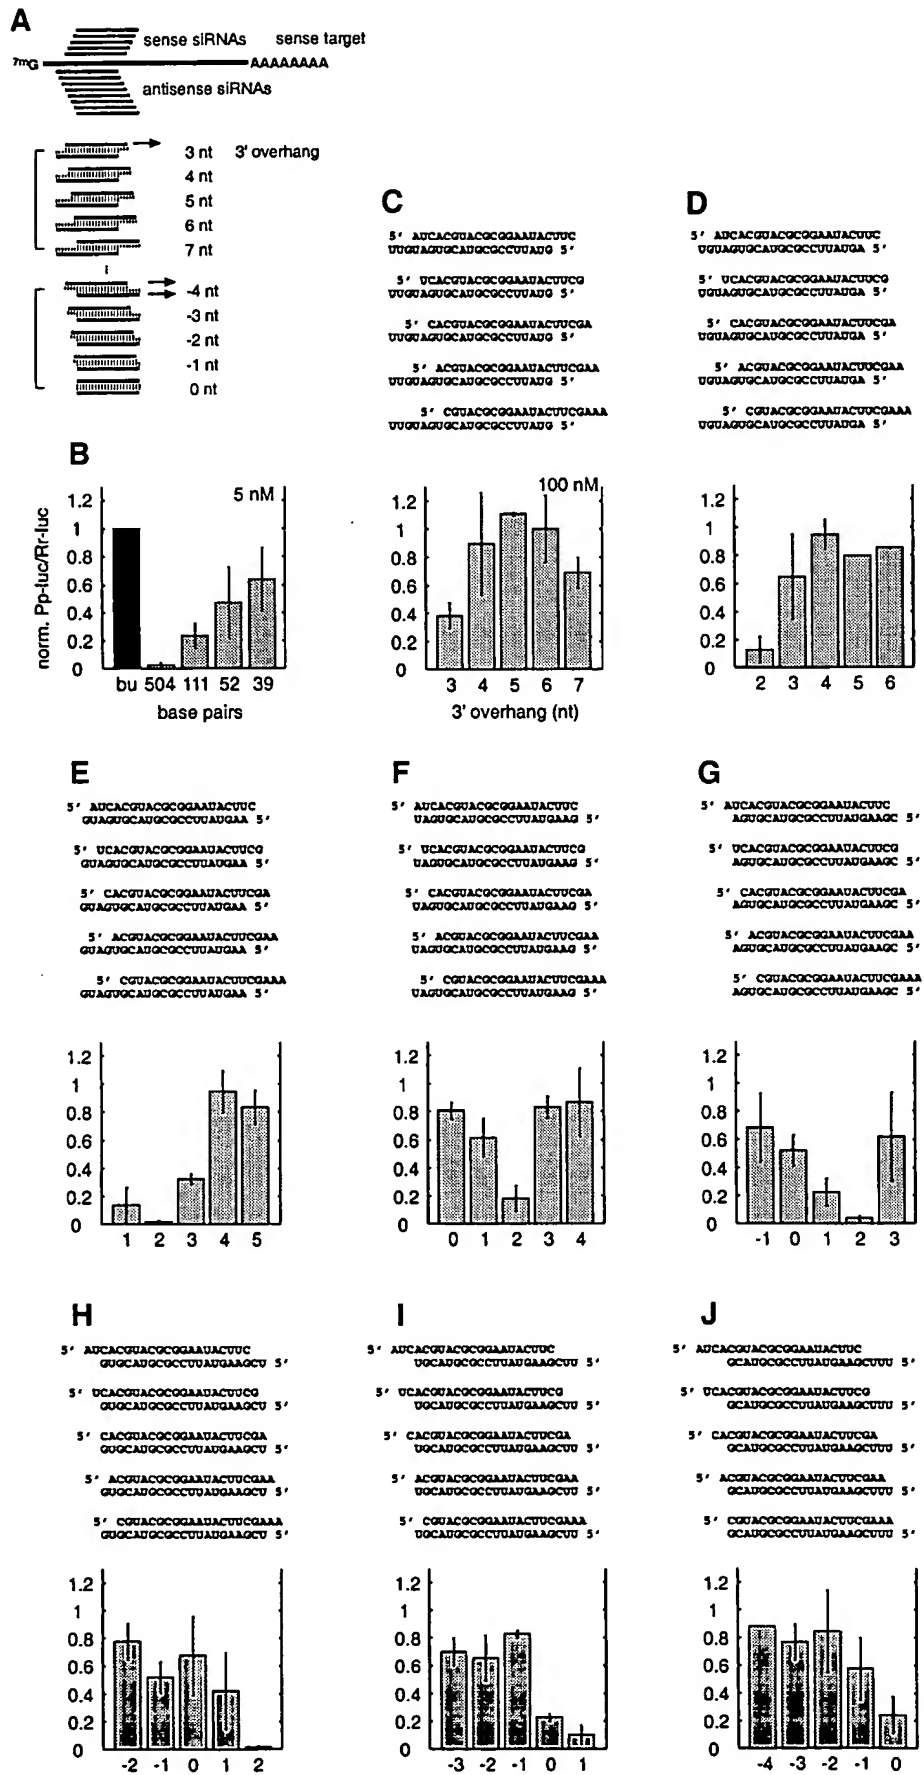 A
sense siRNAs sense target
7mG AAAAAAAA
antisense siRNAs
3 nt 3' overhang
4 nt
5 nt
6 nt
7 nt
-4 nt
-3 nt
-2 nt
-1 nt
0 nt
B
norm. Pp-luc/Rr-luc
5 nM
1.2
1
0.8
0.6
0.4
0.2
0
bu 504 111 52 39
base pairs
C
5' AUCACGUACGCGGAAUACUUC
UUGUAGUGCAUGCGCCUUAUG 5'
5' UCACGUACGCGGAAUACUUCG
UUGUAGUGCAUGCGCCUUAUG 5'
5' CACGUACGCGGAAUACUUCGA
UUGUAGUGCAUGCGCCUUAUG 5'
5' ACGUACGCGGAAUACUUCGAA
UUGUAGUGCAUGCGCCUUAUG 5'
5' CGUACGCGGAAUACUUCGAAA
UUGUAGUGCAUGCGCCUUAUG 5'
100 nM
1.2
1
0.8
0.6
0.4
0.2
0
3 4 5 6 7
3' overhang (nt)
D
5' AUCACGUACGCGGAAUACUUC
UGUAGUGCAUGCGCCUUAUGA 5'
5' UCACGUACGCGGAAUACUUCG
UGUAGUGCAUGCGCCUUAUGA 5'
5' CACGUACGCGGAAUACUUCGA
UGUAGUGCAUGCGCCUUAUGA 5'
5' ACGUACGCGGAAUACUUCGAA
UGUAGUGCAUGCGCCUUAUGA 5'
5' CGUACGCGGAAUACUUCGAAA
UGUAGUGCAUGCGCCUUAUGA 5'
1.2
1
0.8
0.6
0.4
0.2
0
2 3 4 5 6
E
5' AUCACGUACGCGGAAUACUUC
GUAGUGCAUGCGCCUUAUGAA 5'
5' UCACGUACGCGGAAUACUUCG
GUAGUGCAUGCGCCUUAUGAA 5'
5' CACGUACGCGGAAUACUUCGA
GUAGUGCAUGCGCCUUAUGAA 5'
5' ACGUACGCGGAAUACUUCGAA
GUAGUGCAUGCGCCUUAUGAA 5'
5' CGUACGCGGAAUACUUCGAAA
GUAGUGCAUGCGCCUUAUGAA 5'
1.2
1
0.8
0.6
0.4
0.2
0
1 2 3 4 5
F
5' AUCACGUACGCGGAAUACUUC
UAGUGCAUGCGCCUUAUGAAG 5'
5' UCACGUACGCGGAAUACUUCG
UAGUGCAUGCGCCUUAUGAAG 5'
5' CACGUACGCGGAAUACUUCGA
UAGUGCAUGCGCCUUAUGAAG 5'
5' ACGUACGCGGAAUACUUCGAA
UAGUGCAUGCGCCUUAUGAAG 5'
5' CGUACGCGGAAUACUUCGAAA
UAGUGCAUGCGCCUUAUGAAG 5'
1.2
1
0.8
0.6
0.4
0.2
0
0 1 2 3 4
G
5' AUCACGUACGCGGAAUACUUC
AGUGCAUGCGCCUUAUGAAGC 5'
5' UCACGUACGCGGAAUACUUCG
AGUGCAUGCGCCUUAUGAAGC 5'
5' CACGUACGCGGAAUACUUCGA
AGUGCAUGCGCCUUAUGAAGC 5'
5' ACGUACGCGGAAUACUUCGAA
AGUGCAUGCGCCUUAUGAAGC 5'
5' CGUACGCGGAAUACUUCGAAA
AGUGCAUGCGCCUUAUGAAGC 5'
1.2
1
0.8
0.6
0.4
0.2
0
-1 0 1 2 3
H
5' AUCACGUACGCGGAAUACUUC
GUGCAUGCGCCUUAUGAAGCU 5'
5' UCACGUACGCGGAAUACUUCG
GUGCAUGCGCCUUAUGAAGCU 5'
5' CACGUACGCGGAAUACUUCGA
GUGCAUGCGCCUUAUGAAGCU 5'
5' ACGUACGCGGAAUACUUCGAA
GUGCAUGCGCCUUAUGAAGCU 5'
5' CGUACGCGGAAUACUUCGAAA
GUGCAUGCGCCUUAUGAAGCU 5'
1.2
1
0.8
0.6
0.4
0.2
0
-2 -1 0 1 2
I
5' AUCACGUACGCGGAAUACUUC
UGCAUGCGCCUUAUGAAGCUU 5'
5' UCACGUACGCGGAAUACUUCG
UGCAUGCGCCUUAUGAAGCUU 5'
5' CACGUACGCGGAAUACUUCGA
UGCAUGCGCCUUAUGAAGCUU 5'
5' ACGUACGCGGAAUACUUCGAA
UGCAUGCGCCUUAUGAAGCUU 5'
5' CGUACGCGGAAUACUUCGAAA
UGCAUGCGCCUUAUGAAGCUU 5'
1.2
1
0.8
0.6
0.4
0.2
0
-3 -2 -1 0 1
J
5' AUCACGUACGCGGAAUACUUC
GCAUGCGCCUUAUGAAGCUUU 5'
5' UCACGUACGCGGAAUACUUCG
GCAUGCGCCUUAUGAAGCUUU 5'
5' CACGUACGCGGAAUACUUCGA
GCAUGCGCCUUAUGAAGCUUU 5'
5' ACGUACGCGGAAUACUUCGAA
GCAUGCGCCUUAUGAAGCUUU 5'
5' CGUACGCGGAAUACUUCGAAA
GCAUGCGCCUUAUGAAGCUUU 5'
1.2
1
0.8
0.6
0.4
0.2
0
-4 -3 -2 -1 0